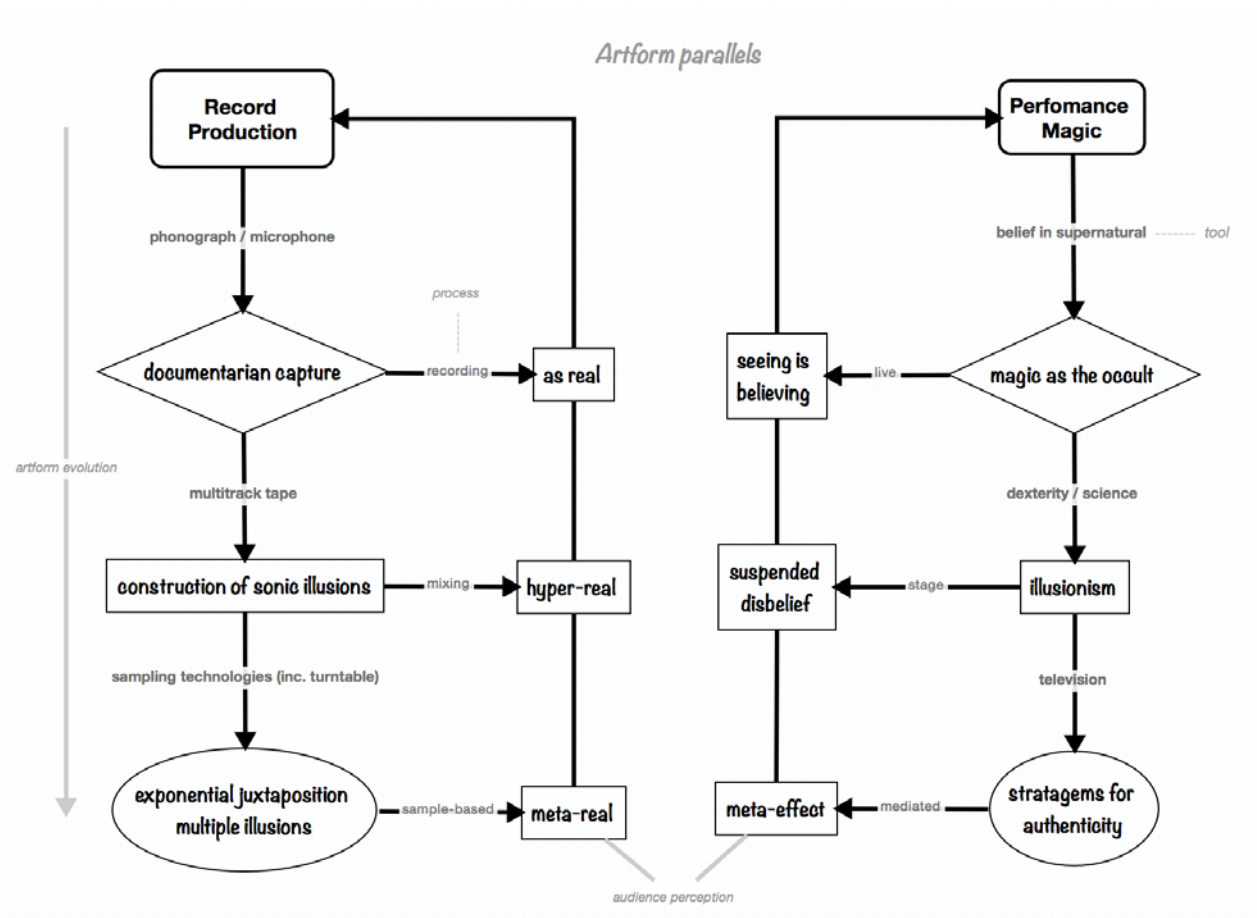 Artform parallels
Record
Production
Perfomance
Magic
phonograph / microphone
belief in supernatural
tool
process
documentarian capture
recording
as real
seeing is
believing
live
magic as the occult
artform evolution
multitrack tape
dexterity / science
construction of sonic illusions
mixing
hyper-real
suspended
disbelief
stage
illusionism
sampling technologies (inc. turntable)
television
exponential juxtaposition
multiple illusions
sample-based
meta-real
meta-effect
mediated
stratagems for
authenticity
audience perception